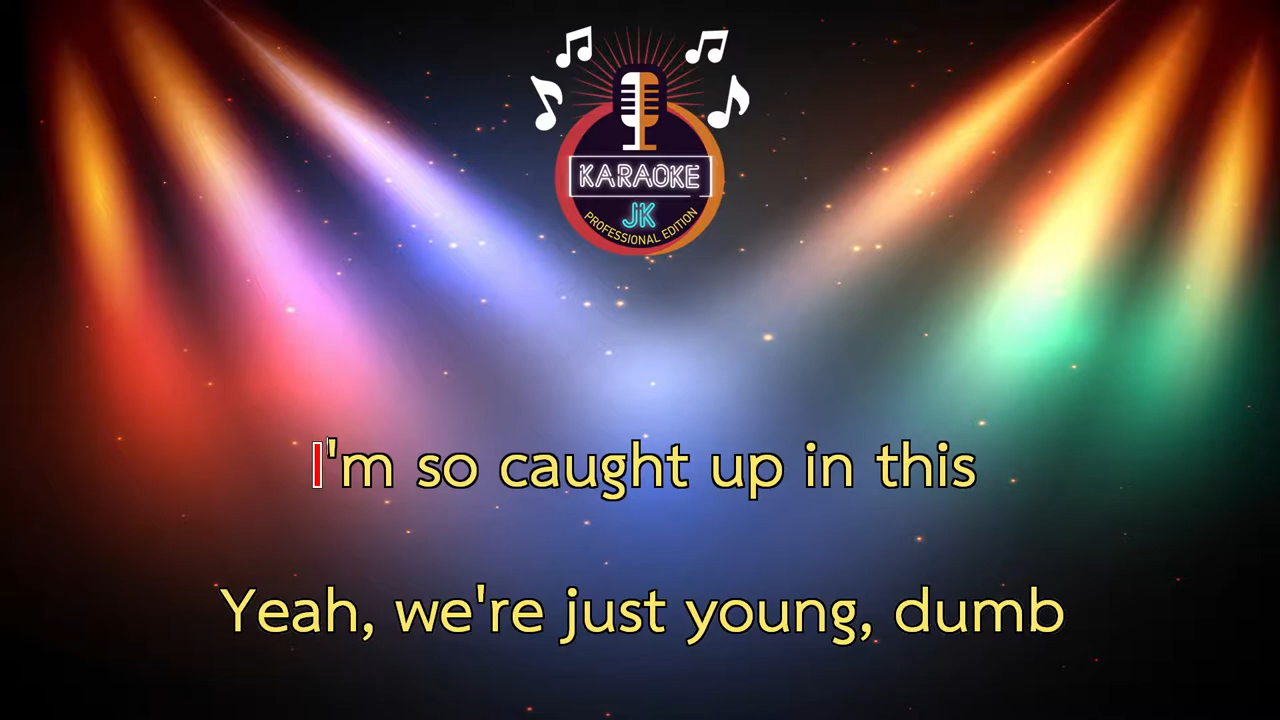 KARAOKE
JK
PROFESSIONAL EDITION
I'm so caught up in this
Yeah, we're just young, dumb